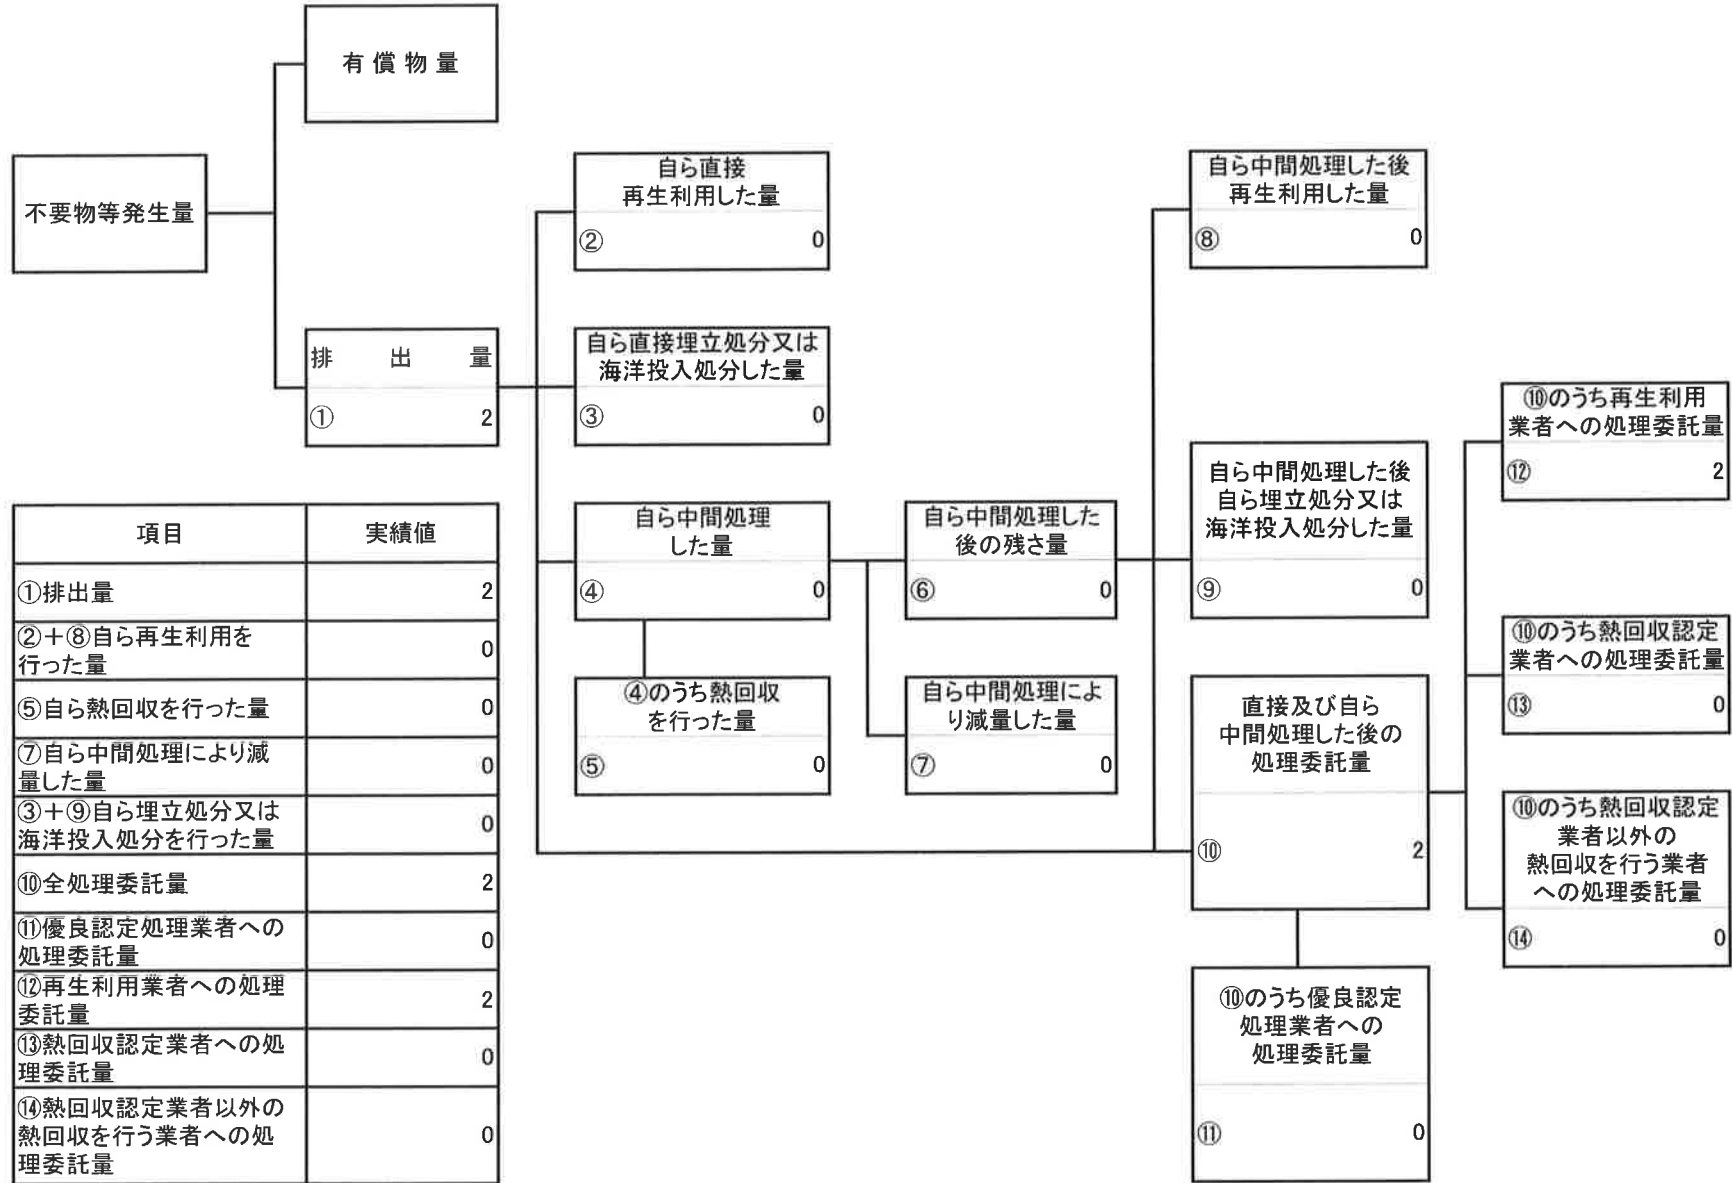 有償物量
不要物等発生量
排出量
① 2
自ら直接
再生利用した量
② 0
自ら直接埋立処分又は
海洋投入処分した量
③ 0
自ら中間処理
した量
④ 0
④のうち熱回収
を行った量
⑤ 0
自ら中間処理した
後の残さ量
⑥ 0
自ら中間処理によ
り減量した量
⑦ 0
自ら中間処理した後
再生利用した量
⑧ 0
自ら中間処理した後
自ら埋立処分又は
海洋投入処分した量
⑨ 0
直接及び自ら
中間処理した後の
処理委託量
⑩ 2
⑩のうち優良認定
処理業者への
処理委託量
⑪ 0
⑩のうち再生利用
業者への処理委託量
⑫ 2
⑩のうち熱回収認定
業者への処理委託量
⑬ 0
⑩のうち熱回収認定
業者以外の
熱回収を行う業者
への処理委託量
⑭ 0
項目 実績値
①排出量 2
②+⑧自ら再生利用を
行った量 0
⑤自ら熱回収を行った量 0
⑦自ら中間処理により減
量した量 0
③+⑨自ら埋立処分又は
海洋投入処分を行った量 0
⑩全処理委託量 2
⑪優良認定処理業者への
処理委託量 0
⑫再生利用業者への処理
委託量 2
⑬熱回収認定業者への処
理委託量 0
⑭熱回収認定業者以外の
熱回収を行う業者への処
理委託量 0